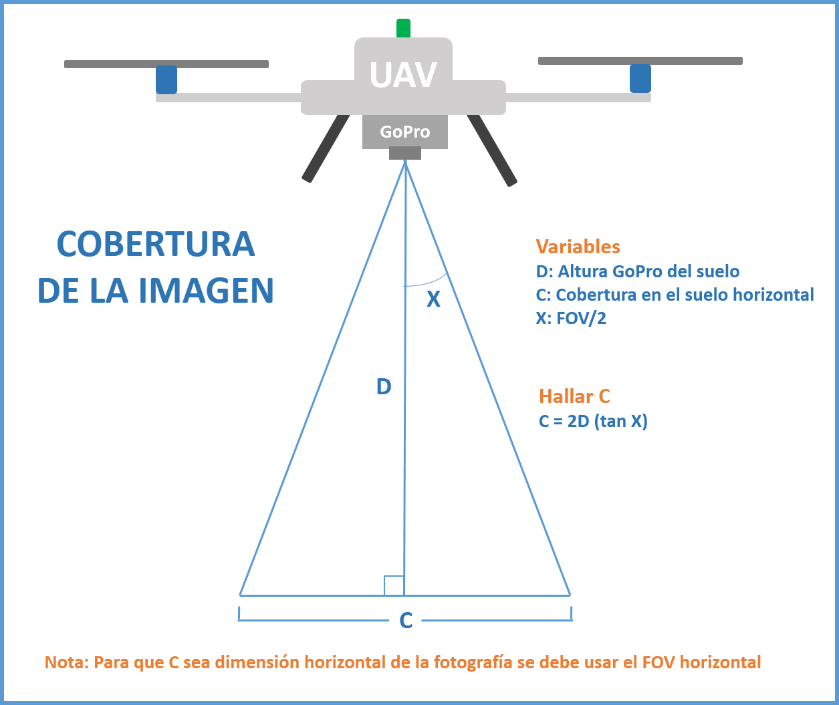 UAV
GoPro
COBERTURA
DE LA IMAGEN
Variables
D: Altura GoPro del suelo
C: Cobertura en el suelo horizontal
X: FOV/2
X
D
Hallar C
C = 2D (tan X)
C
Nota: Para que C sea dimensión horizontal de la fotografía se debe usar el FOV horizontal